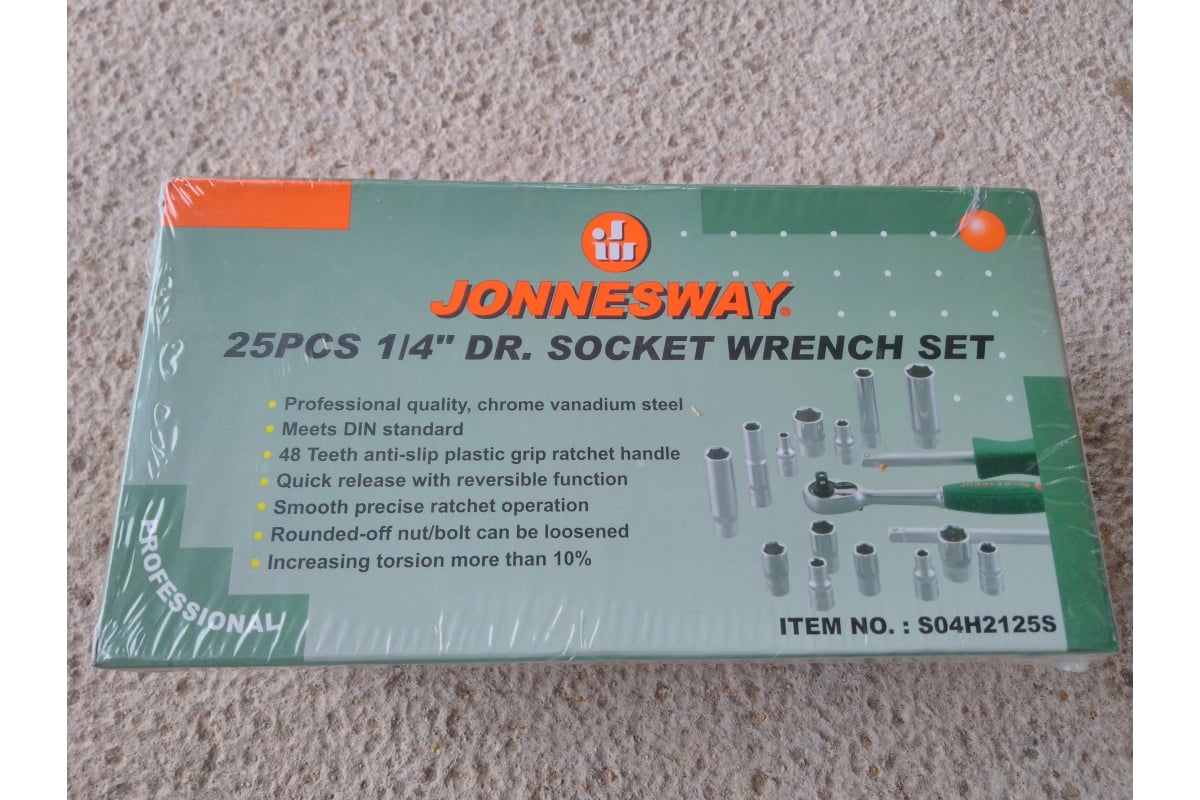 JONNESWAY®
25PCS 1/4" DR. SOCKET WRENCH SET
Professional quality, chrome vanadium steel
Meets DIN standard
48 Teeth anti-slip plastic grip ratchet handle
Quick release with reversible function
Smooth precise ratchet operation
Rounded-off nut/bolt can be loosened
Increasing torsion more than 10%
JONNESWAY
PROFESSIONAL
ITEM NO. : S04H2125S